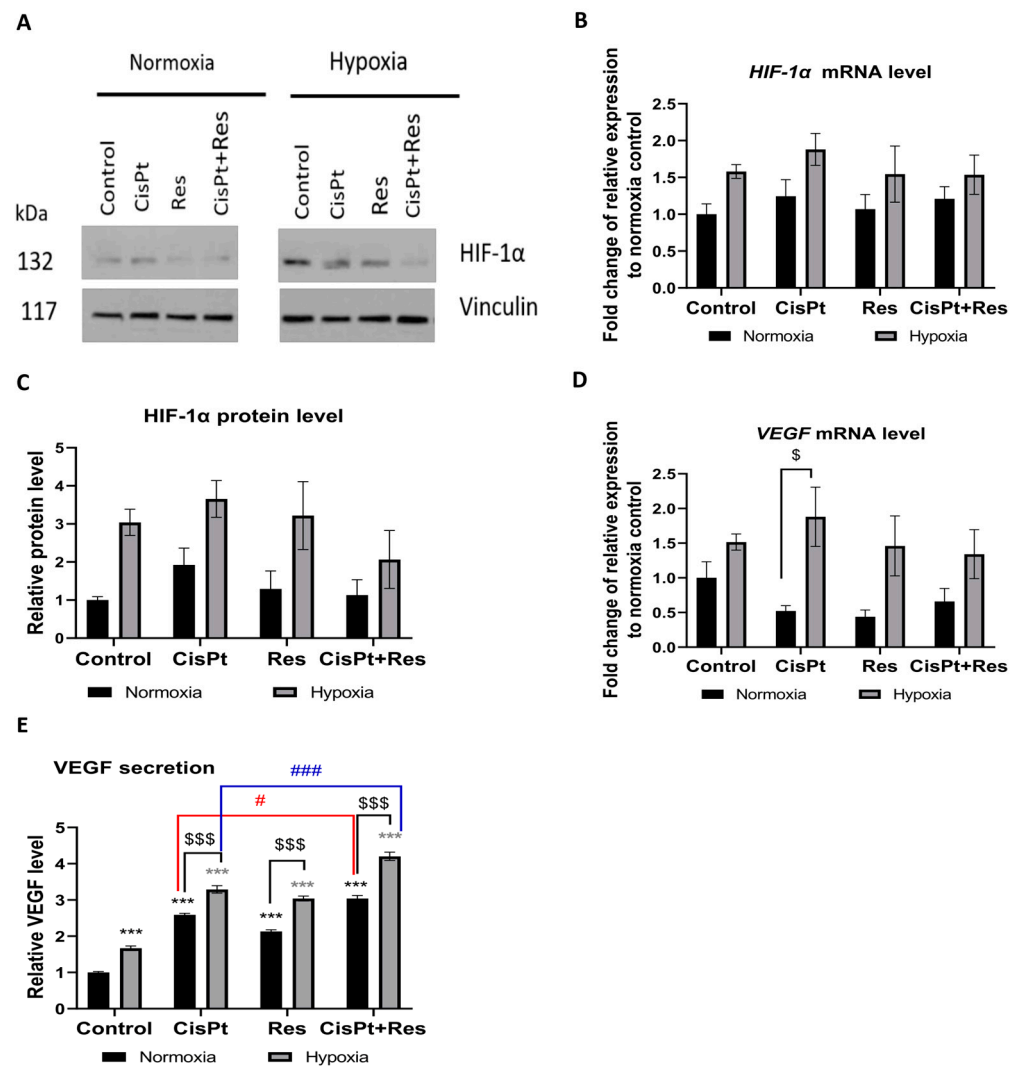 A
Normoxia
Hypoxia
Control
CisPt
Res
CisPt+Res
Control
CisPt
Res
CisPt+Res
kDa
132
HIF-1α
117
Vinculin
B
HIF-1α mRNA level
Fold change of relative expression
to normoxia control
2.5
2.0
1.5
1.0
0.5
0.0
Control CisPt Res CisPt+Res
Normoxia Hypoxia
C
HIF-1α protein level
Relative protein level
5
4
3
2
1
0
Control CisPt Res CisPt+Res
Normoxia Hypoxia
D
VEGF mRNA level
$
Fold change of relative expression
to normoxia control
2.5
2.0
1.5
1.0
0.5
0.0
Control CisPt Res CisPt+Res
Normoxia Hypoxia
E
VEGF secretion
###
#
$$$
$$$
$$$
***
***
***
***
***
***
***
Relative VEGF level
5
4
3
2
1
0
Control CisPt Res CisPt+Res
Normoxia Hypoxia